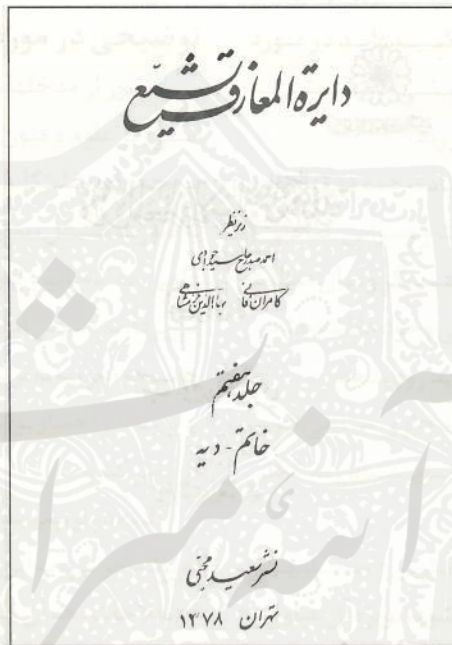 دایرة المعارف تشیع
زیر نظر
احمد صدر حاج سید جوادی
کامران فانی بهاءالدین خرمشاهی
جلد هفتم
خاتم - دیه
نشر سعید محبی
تهران ۱۳۷۸